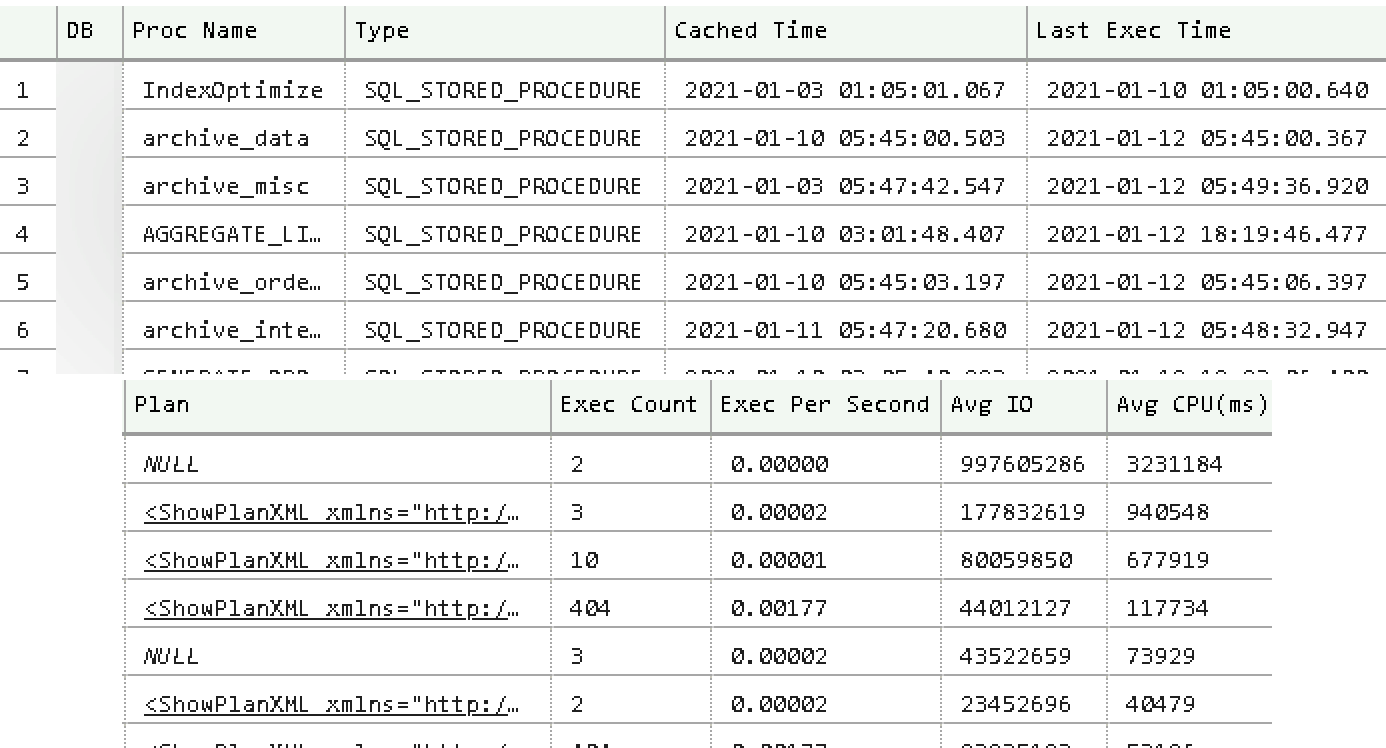 DB Proc Name Type Cached Time Last Exec Time
1 IndexOptimize SQL_STORED_PROCEDURE 2021-01-03 01:05:01.067 2021-01-10 01:05:00.640
2 archive_data SQL_STORED_PROCEDURE 2021-01-10 05:45:00.503 2021-01-12 05:45:00.367
3 archive_misc SQL_STORED_PROCEDURE 2021-01-03 05:47:42.547 2021-01-12 05:49:36.920
4 AGGREGATE_LI… SQL_STORED_PROCEDURE 2021-01-10 03:01:48.407 2021-01-12 18:19:46.477
5 archive_orde… SQL_STORED_PROCEDURE 2021-01-10 05:45:03.197 2021-01-12 05:45:06.397
6 archive_inte… SQL_STORED_PROCEDURE 2021-01-11 05:47:20.680 2021-01-12 05:48:32.947
Plan Exec Count Exec Per Second Avg IO Avg CPU(ms)
NULL 2 0.00000 997605286 3231184
<ShowPlanXML xmlns="http:/… 3 0.00002 177832619 940548
<ShowPlanXML xmlns="http:/… 10 0.00001 80059850 677919
<ShowPlanXML xmlns="http:/… 404 0.00177 44012127 117734
NULL 3 0.00002 43522659 73929
<ShowPlanXML xmlns="http:/… 2 0.00002 23452696 40479